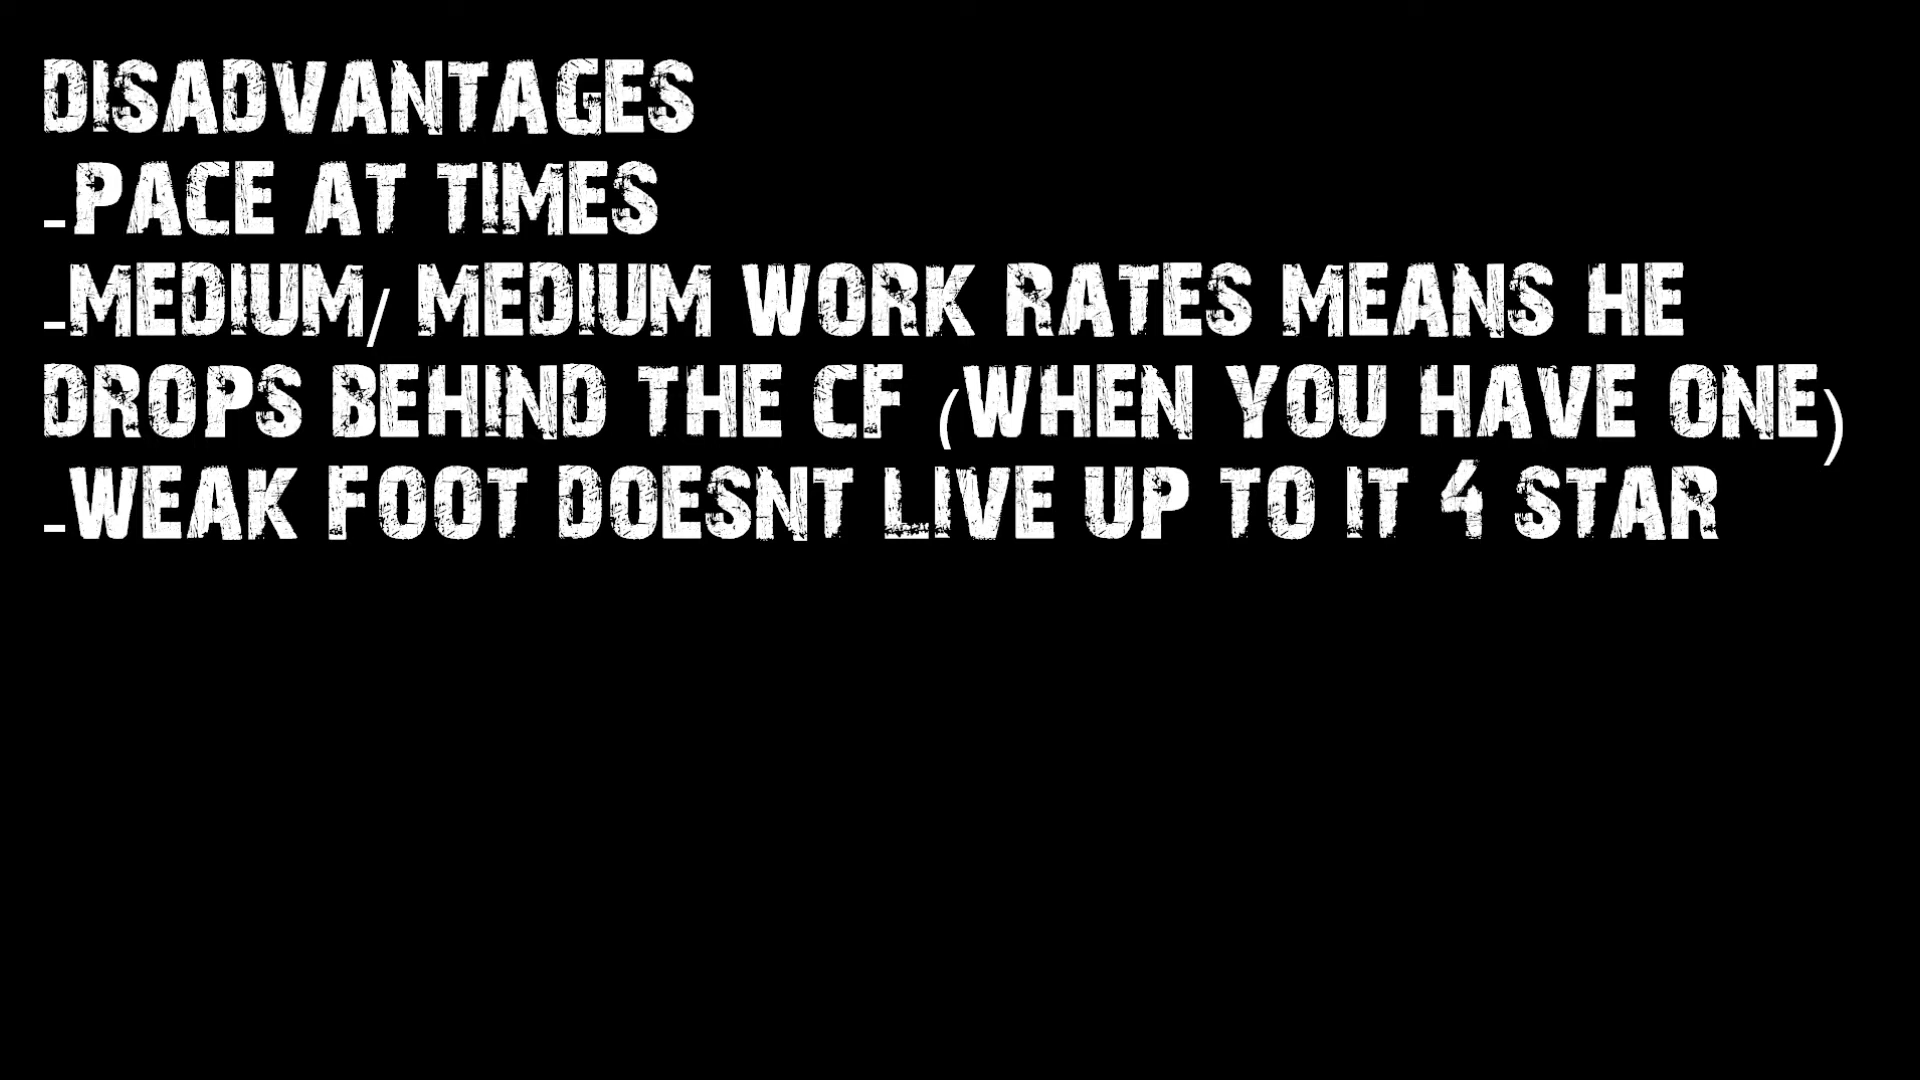 DISADVANTAGES
-PACE AT TIMES
-MEDIUM/ MEDIUM WORK RATES MEANS HE
DROPS BEHIND THE CF (WHEN YOU HAVE ONE)
-WEAK FOOT DOESNT LIVE UP TO IT 4 STAR